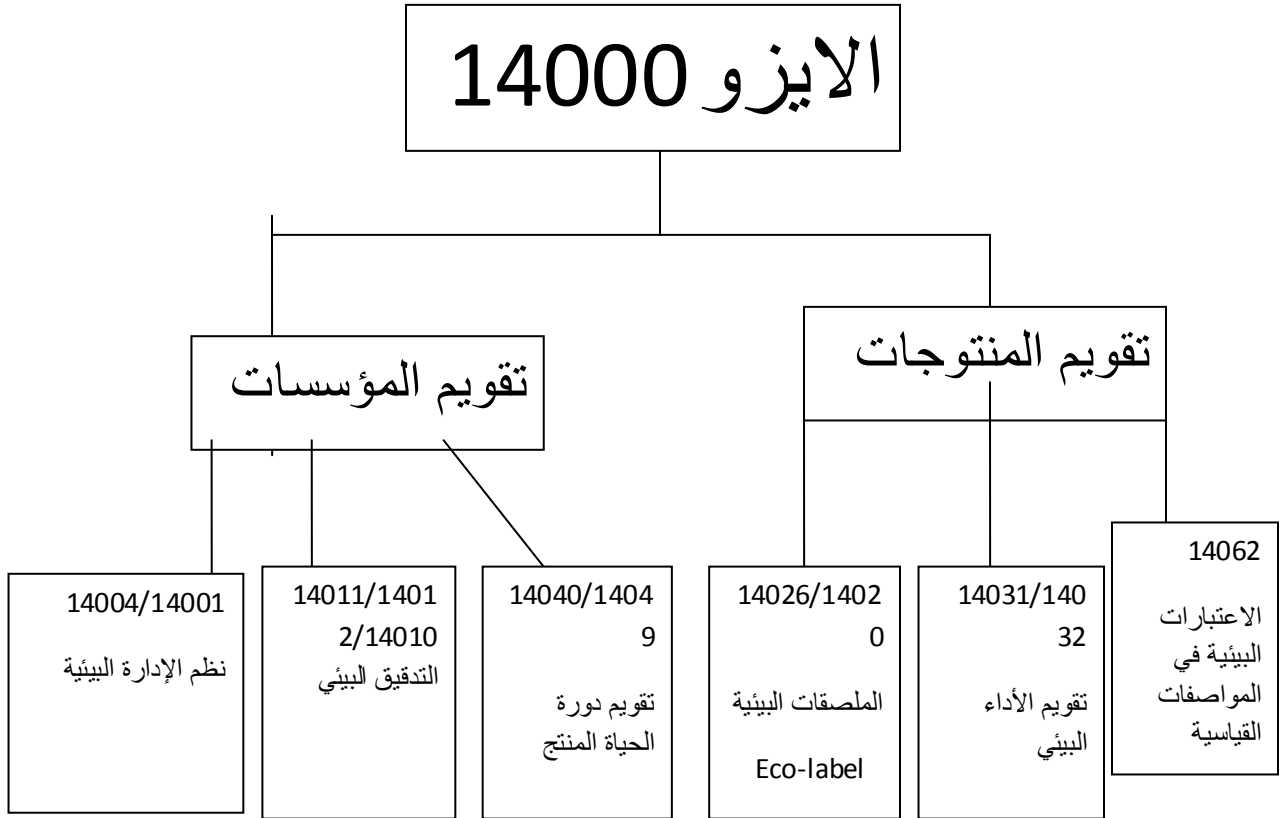 الايزو 14000
تقويم المنتوجات
تقويم المؤسسات
14062
الاعتبارات
البيئية في
المواصفات
القياسية
14031/140
32
تقويم الأداء
البيئي
14026/1402
0
الملصقات البيئية
Eco-label
14040/1404
9
تقويم دورة
الحياة المنتج
14011/1401
2/14010
التدقيق البيئي
14004/14001
نظم الإدارة البيئية